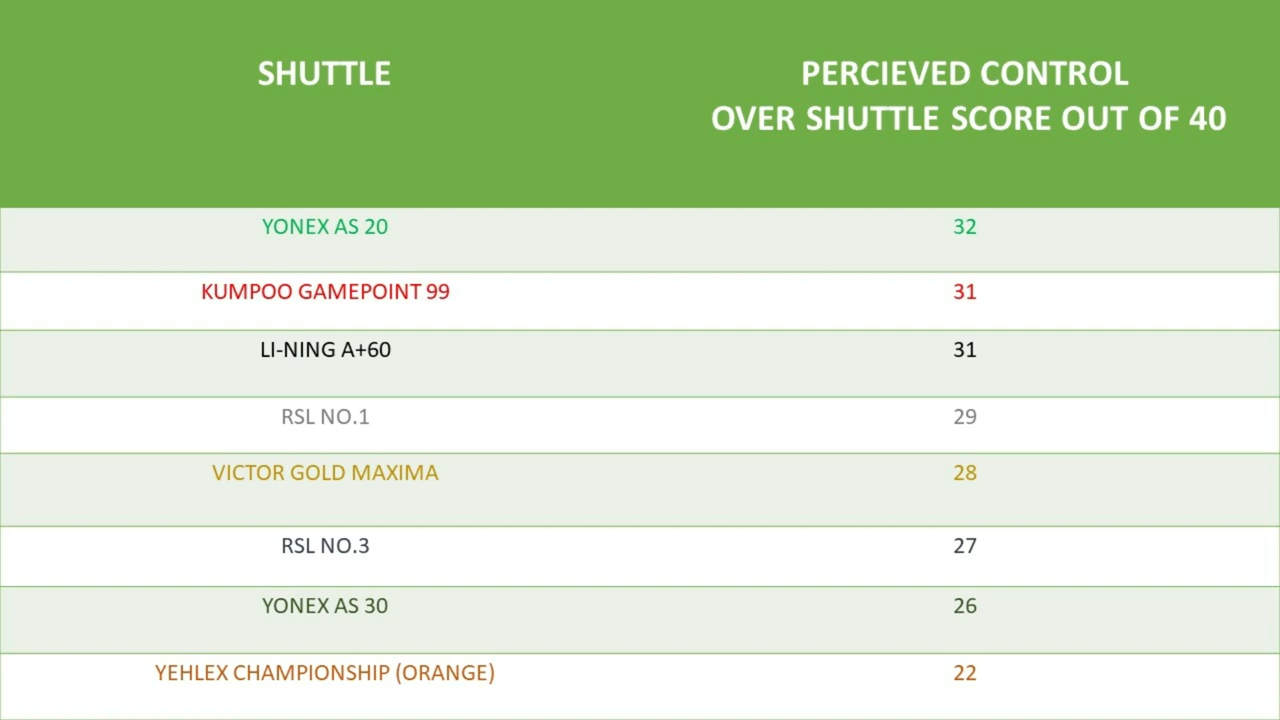 SHUTTLE
PERCIEVED CONTROL
OVER SHUTTLE SCORE OUT OF 40
YONEX AS 20 32
KUMPOO GAMEPOINT 99 31
LI-NING A+60 31
RSL NO.1 29
VICTOR GOLD MAXIMA 28
RSL NO.3 27
YONEX AS 30 26
YEHLEX CHAMPIONSHIP (ORANGE) 22